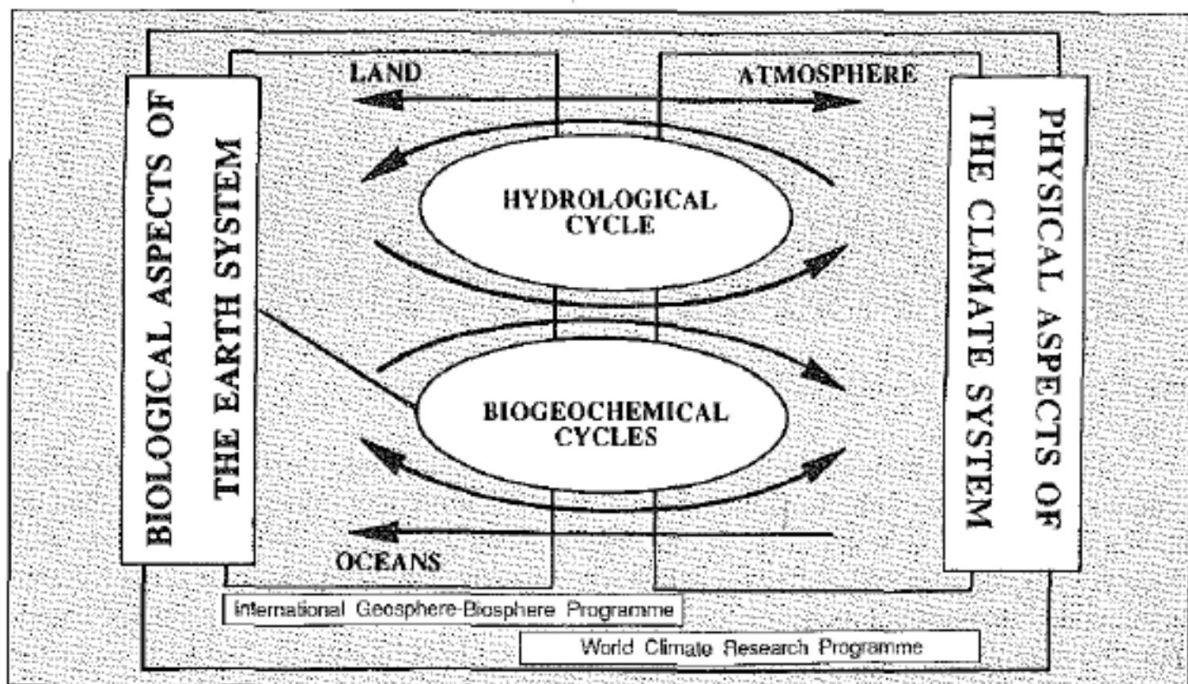 LAND
ATMOSPHERE
BIOLOGICAL ASPECTS OF
THE EARTH SYSTEM
HYDROLOGICAL
CYCLE
BIOGEOCHEMICAL
CYCLES
PHYSICAL ASPECTS OF
THE CLIMATE SYSTEM
OCEANS
International Geosphere-Biosphere Programme
World Climate Research Programme